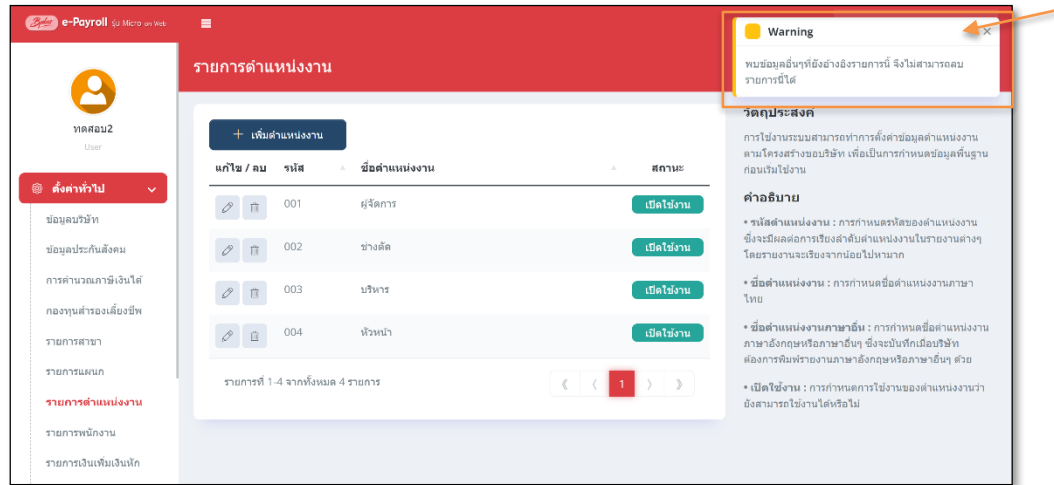 Bplus e-Payroll รุ่น Micro on Web
Warning
พบข้อมูลอื่นๆที่ยังอ้างอิงรายการนี้ จึงไม่สามารถลบ
รายการนี้ได้
รายการตำแหน่งงาน
ทดสอบ2
User
ตั้งค่าทั่วไป
ข้อมูลบริษัท
ข้อมูลประกันสังคม
การคำนวณภาษีเงินได้
กองทุนสำรองเลี้ยงชีพ
รายการสาขา
รายการแผนก
รายการตำแหน่งงาน
รายการพนักงาน
รายการเงินเพิ่มเงินหัก
+ เพิ่มตำแหน่งงาน
แก้ไข / ลบ รหัส ชื่อตำแหน่งงาน สถานะ
001 ผู้จัดการ เปิดใช้งาน
002 ช่างตัด เปิดใช้งาน
003 บริหาร เปิดใช้งาน
004 หัวหน้า เปิดใช้งาน
รายการที่ 1-4 จากทั้งหมด 4 รายการ
1
วัตถุประสงค์
การใช้งานระบบสามารถทำการตั้งค่าข้อมูลตำแหน่งงาน
ตามโครงสร้างของบริษัท เพื่อเป็นการกำหนดข้อมูลพื้นฐาน
ก่อนเริ่มใช้งาน
คำอธิบาย
• รหัสตำแหน่งงาน : การกำหนดรหัสของตำแหน่งงาน
ซึ่งจะมีผลต่อการเรียงลำดับตำแหน่งงานในรายงานต่างๆ
โดยรายงานจะเรียงจากน้อยไปหามาก
• ชื่อตำแหน่งงาน : การกำหนดชื่อตำแหน่งงานภาษา
ไทย
• ชื่อตำแหน่งงานภาษาอื่น : การกำหนดชื่อตำแหน่งงาน
ภาษาอังกฤษหรือภาษาอื่นๆ ซึ่งจะบันทึกเมื่อบริษัท
ต้องการพิมพ์รายงานภาษาอังกฤษหรือภาษาอื่นๆ ด้วย
• เปิดใช้งาน : การกำหนดการใช้งานของตำแหน่งงานว่า
ยังสามารถใช้งานได้หรือไม่